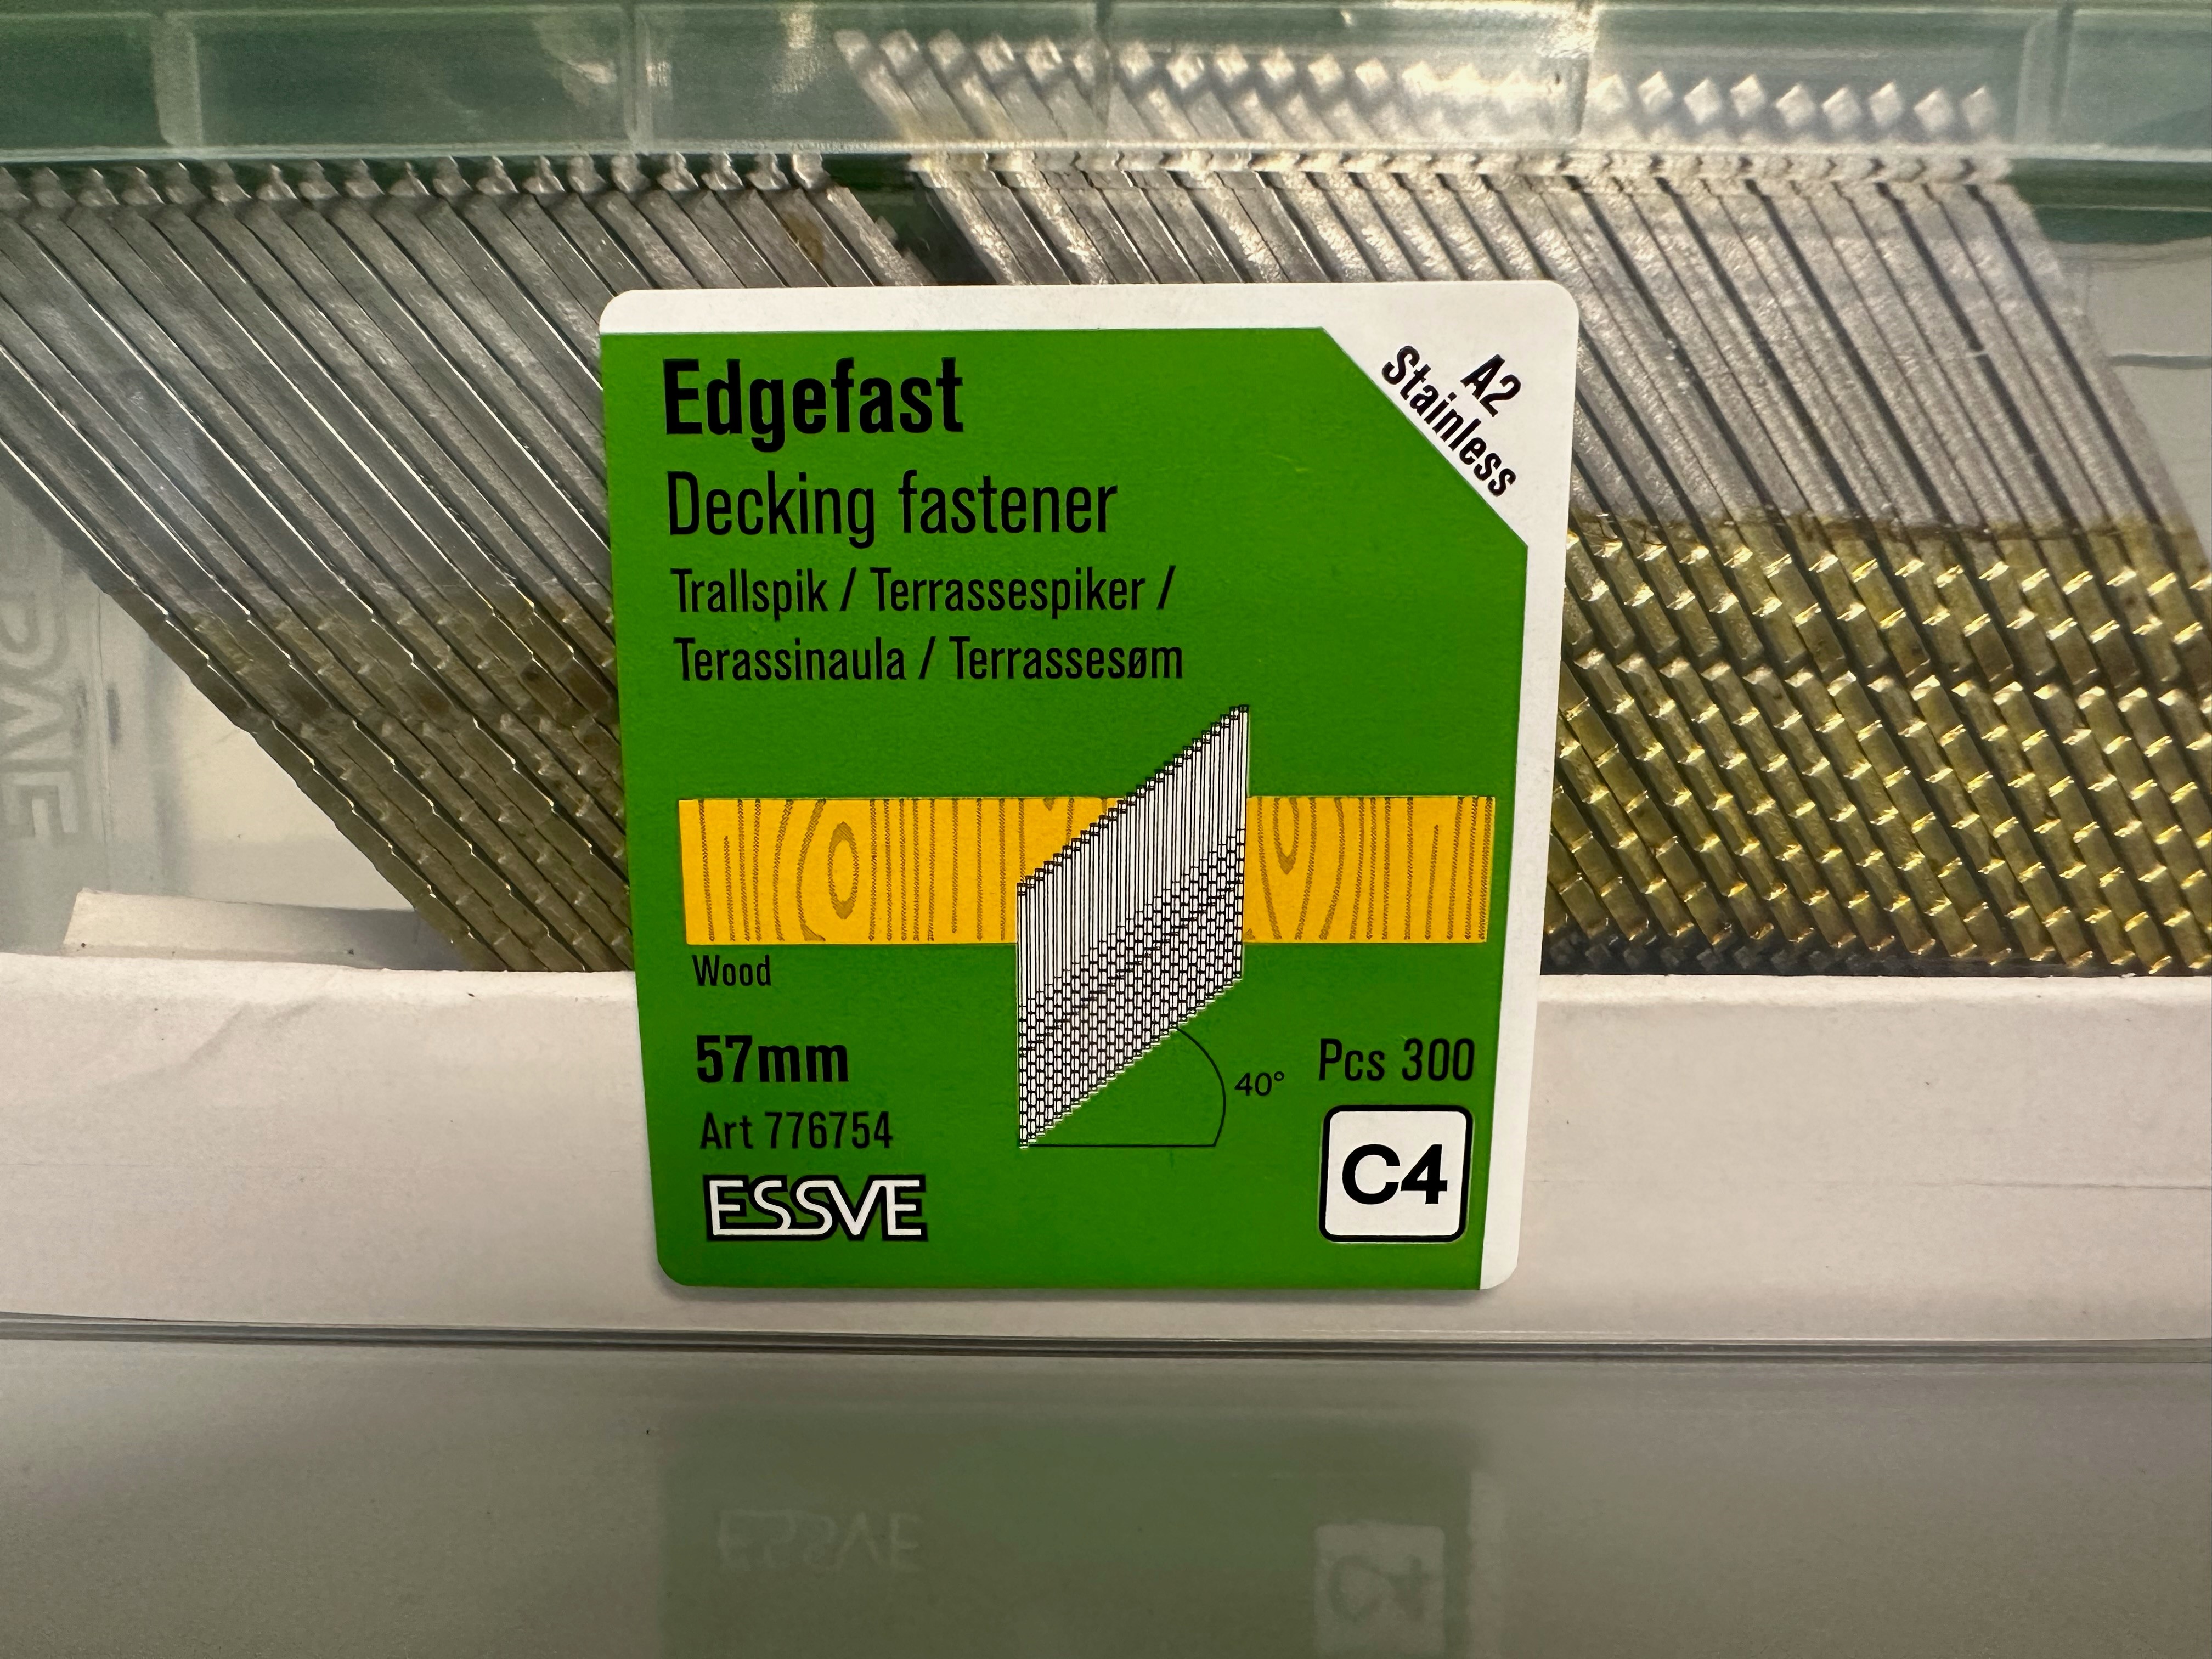 Edgefast
A2
Stainless
Decking fastener
Trallspik / Terrassespiker /
Terassinaula / Terrassesøm
Wood
57mm
40°
Pcs 300
Art 776754
C4
ESSVE